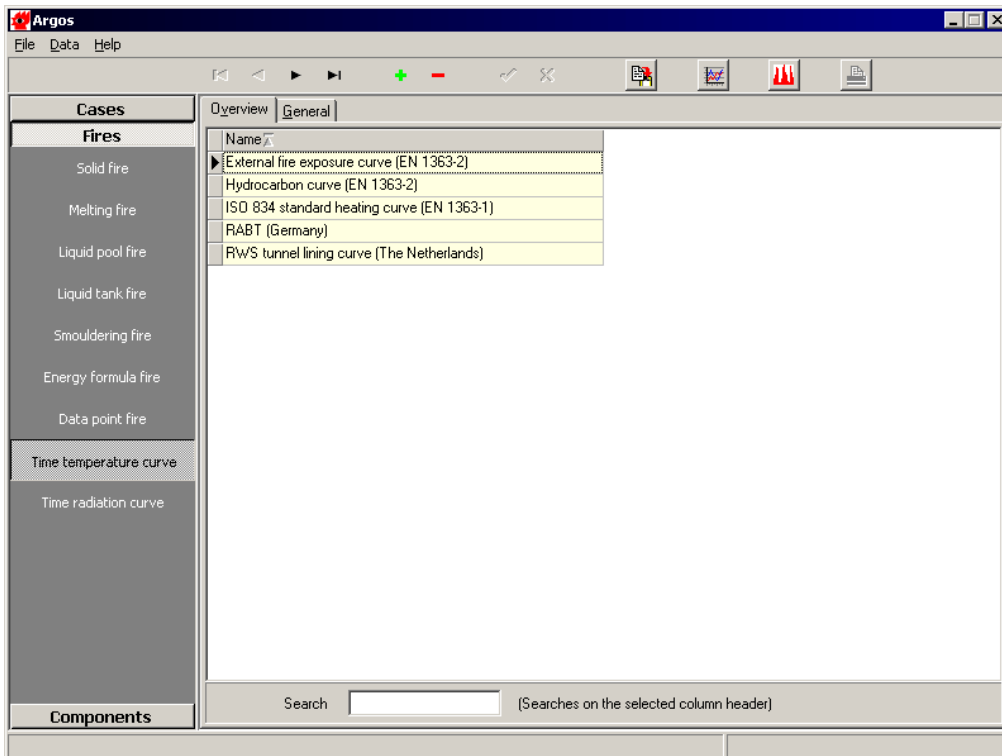 Argos
File Data Help
Cases
Fires
Solid fire
Melting fire
Liquid pool fire
Liquid tank fire
Smouldering fire
Energy formula fire
Data point fire
Time temperature curve
Time radiation curve
Components
Overview General
Name
External fire exposure curve (EN 1363-2)
Hydrocarbon curve (EN 1363-2)
ISO 834 standard heating curve (EN 1363-1)
RABT (Germany)
RWS tunnel lining curve (The Netherlands)
Search (Searches on the selected column header)